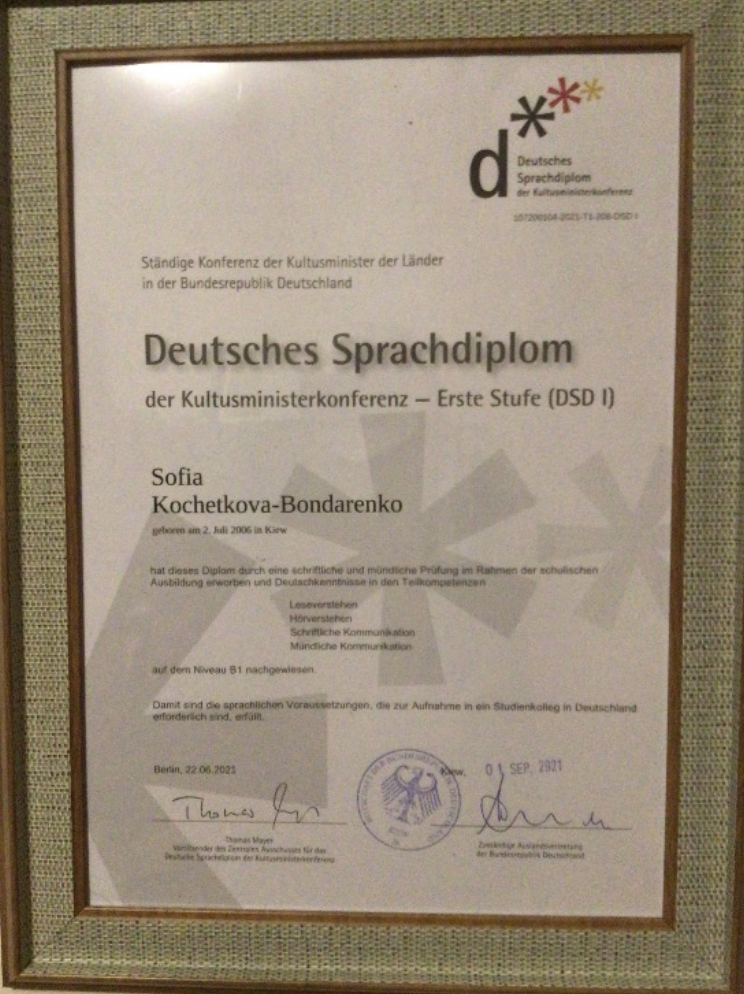 d
Deutsches
Sprachdiplom
der Kultusministerkonferenz
Ständige Konferenz der Kultusminister der Länder
in der Bundesrepublik Deutschland
Deutsches Sprachdiplom
der Kultusministerkonferenz – Erste Stufe (DSD I)
Sofia
Kochetkova-Bondarenko
geboren am 2. Juli 2006 in Kiew
hat dieses Diplom durch eine schriftliche und mündliche Prüfung im Rahmen der schulischen
Ausbildung erworben und Deutschkenntnisse in den Teilkompetenzen
Leseverstehen
Hörverstehen
Schriftliche Kommunikation
Mündliche Kommunikation
auf dem Niveau B1 nachgewiesen.
Damit sind die sprachlichen Voraussetzungen, die zur Aufnahme in ein Studienkolleg in Deutschland
erforderlich sind, erfüllt.
Berlin, 22.06.2021
Kiew, 01 SEP. 2021
Thomas Mayer
Vorsitzender des Zentralen Ausschusses für das
Deutsche Sprachdiplom der Kultusministerkonferenz
Zuständige Auslandsvertretung
der Bundesrepublik Deutschland